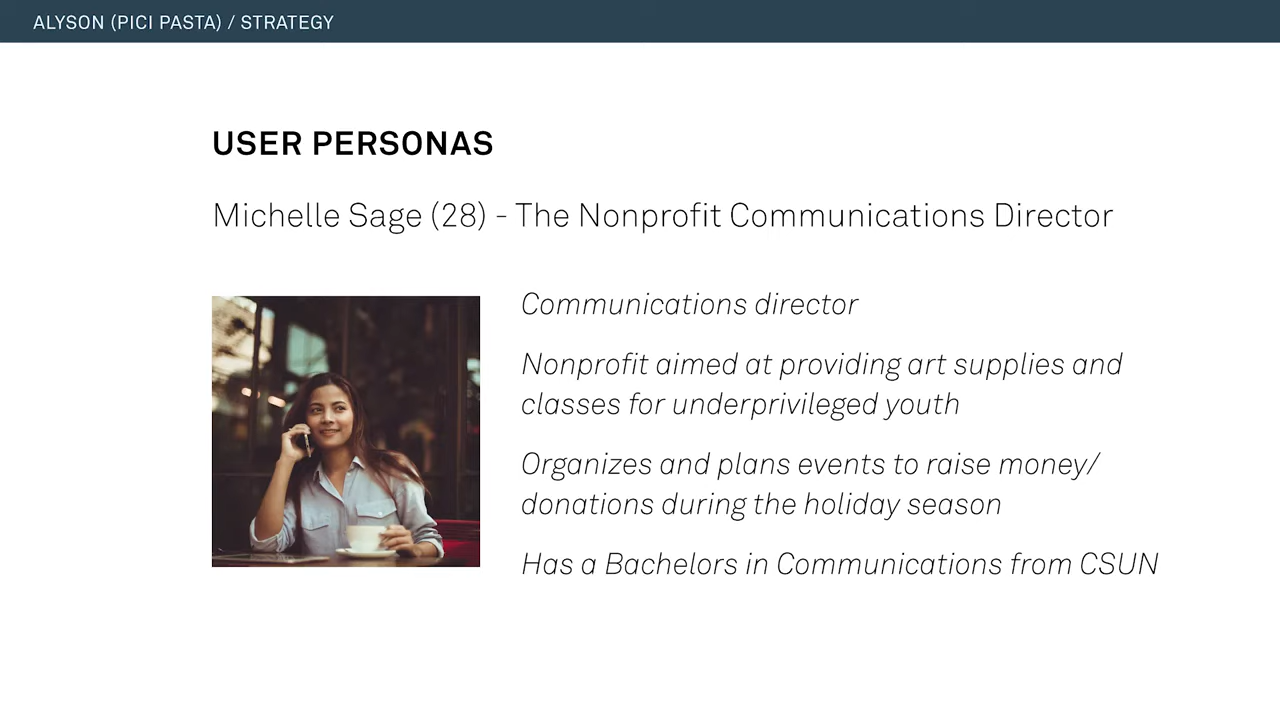 ALYSON (PICI PASTA) / STRATEGY
USER PERSONAS
Michelle Sage (28) - The Nonprofit Communications Director
Communications director
Nonprofit aimed at providing art supplies and
classes for underprivileged youth
Organizes and plans events to raise money/
donations during the holiday season
Has a Bachelors in Communications from CSUN